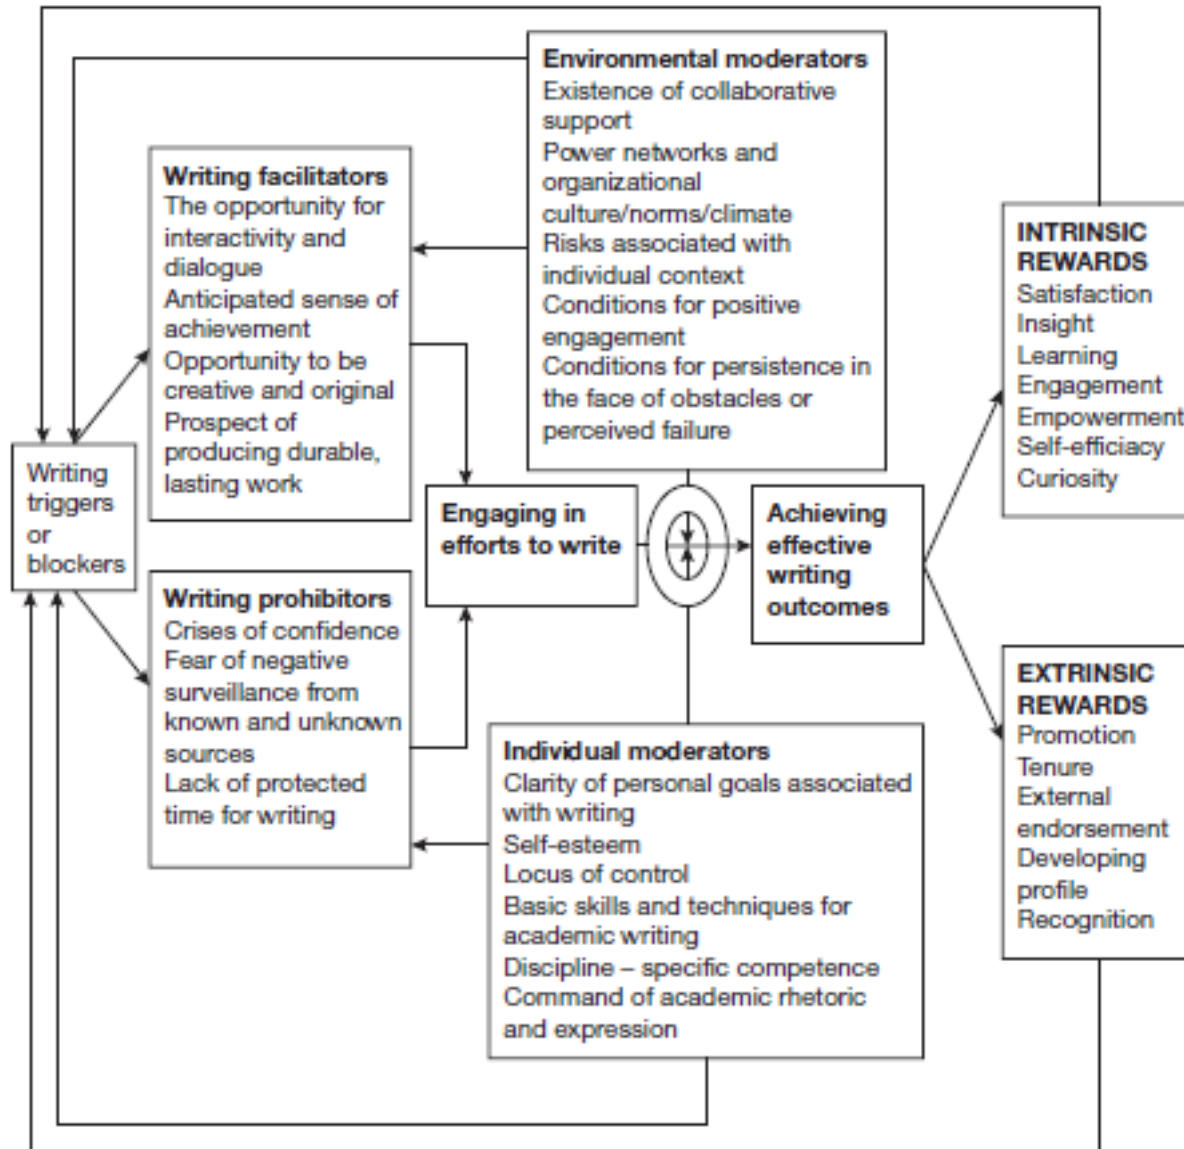 Environmental moderators
Existence of collaborative
support
Power networks and
organizational
culture/norms/climate
Risks associated with
individual context
Conditions for positive
engagement
Conditions for persistence in
the face of obstacles or
perceived failure
Writing facilitators
The opportunity for
interactivity and
dialogue
Anticipated sense of
achievement
Opportunity to be
creative and original
Prospect of
producing durable,
lasting work
Writing
triggers
or
blockers
Engaging in
efforts to write
Achieving
effective
writing
outcomes
INTRINSIC
REWARDS
Satisfaction
Insight
Learning
Engagement
Empowerment
Self-efficiacy
Curiosity
Writing prohibitors
Crises of confidence
Fear of negative
surveillance from
known and unknown
sources
Lack of protected
time for writing
Individual moderators
Clarity of personal goals associated
with writing
Self-esteem
Locus of control
Basic skills and techniques for
academic writing
Discipline – specific competence
Command of academic rhetoric
and expression
EXTRINSIC
REWARDS
Promotion
Tenure
External
endorsement
Developing
profile
Recognition